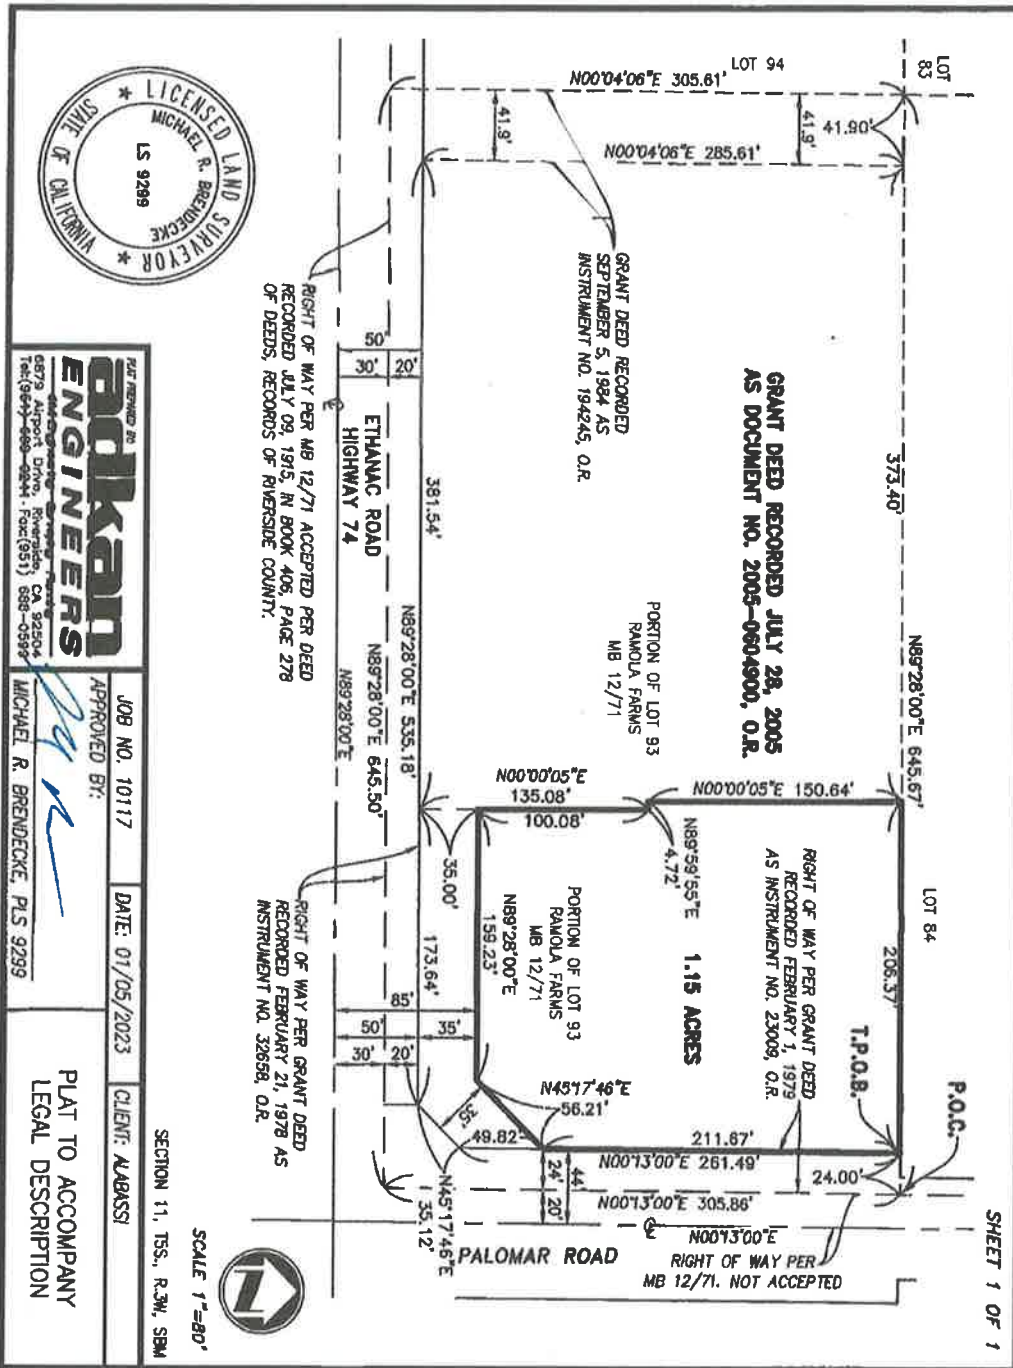 SHEET 1 OF 1
LOT 83
LOT 94
LOT 84
P.O.C.
T.P.O.B.
N89°28'00"E 645.67'
373.40'
206.37'
24.00'
41.90'
41.9'
41.9'
N00°04'06"E 305.61'
N00°04'06"E 285.61'
GRANT DEED RECORDED JULY 28, 2005
AS DOCUMENT NO. 2005-0604900, O.R.
GRANT DEED RECORDED
SEPTEMBER 5, 1984 AS
INSTRUMENT NO. 194245, O.R.
PORTION OF LOT 93
RAMOLA FARMS
MB 12/71
N00°00'05"E 150.64'
N00°00'05"E
135.08'
100.08'
N89°59'55"E
4.72'
1.15 ACRES
RIGHT OF WAY PER GRANT DEED
RECORDED FEBRUARY 1, 1979
AS INSTRUMENT NO. 23009, O.R.
PORTION OF LOT 93
RAMOLA FARMS
MB 12/71
N89°28'00"E
159.23'
N45°17'46"E
56.21'
211.67'
N00°13'00"E 261.49'
N00°13'00"E 305.86'
N00°13'00"E
RIGHT OF WAY PER
MB 12/71. NOT ACCEPTED
PALOMAR ROAD
24'
20'
44'
49.82'
35'
N45°17'46"E
35.12'
35.00'
381.54'
N89°28'00"E 535.18'
173.64'
N89°28'00"E 645.50'
N89°28'00"E
ETHANAC ROAD
HIGHWAY 74
50'
30'
20'
85'
50'
35'
30'
20'
RIGHT OF WAY PER MB 12/71 ACCEPTED PER DEED
RECORDED JULY 09, 1915, IN BOOK 406, PAGE 278
OF DEEDS, RECORDS OF RIVERSIDE COUNTY.
RIGHT OF WAY PER GRANT DEED
RECORDED FEBRUARY 21, 1978 AS
INSTRUMENT NO. 32658, O.R.
LICENSED LAND SURVEYOR
MICHAEL R. BRENDECKE
LS 9299
STATE OF CALIFORNIA
N
SCALE 1"=80'
SECTION 11, T5S., R.3W, SBM
PLAT PREPARED BY:
adkan
ENGINEERS
6879 Airport Drive, Riverside, CA 92504
Tel:(951) 688-0241 · Fax:(951) 688-0599
JOB NO. 10117
DATE: 01/05/2023
CLIENT: ALABASSI
APPROVED BY:
MICHAEL R. BRENDECKE, PLS 9299
PLAT TO ACCOMPANY
LEGAL DESCRIPTION